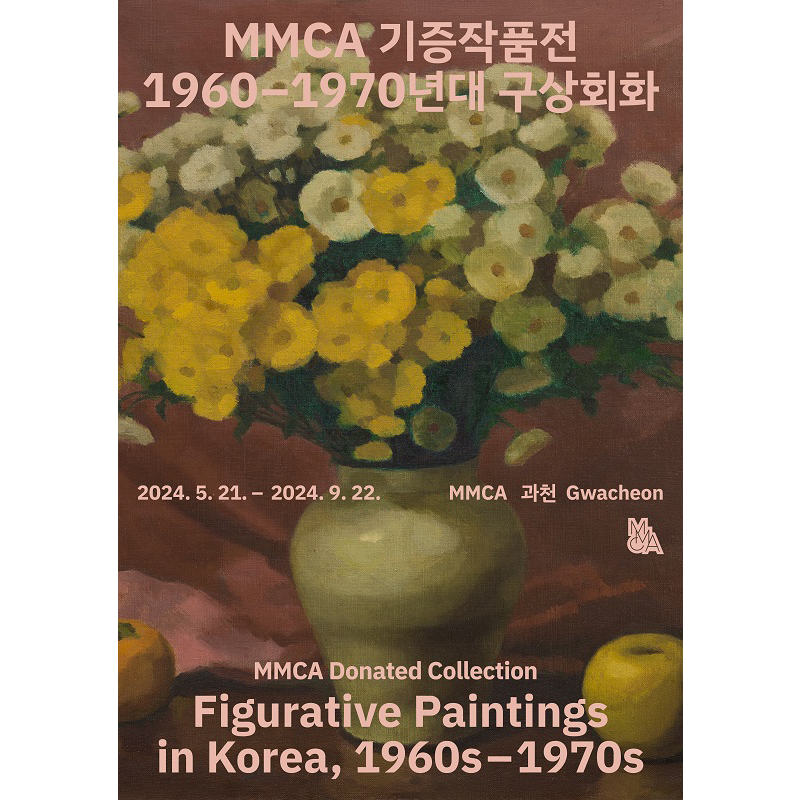 MMCA 기증작품전
1960–1970년대 구상회화
2024. 5. 21. – 2024. 9. 22.
MMCA 과천 Gwacheon
MMCA
MMCA Donated Collection
Figurative Paintings
in Korea, 1960s–1970s